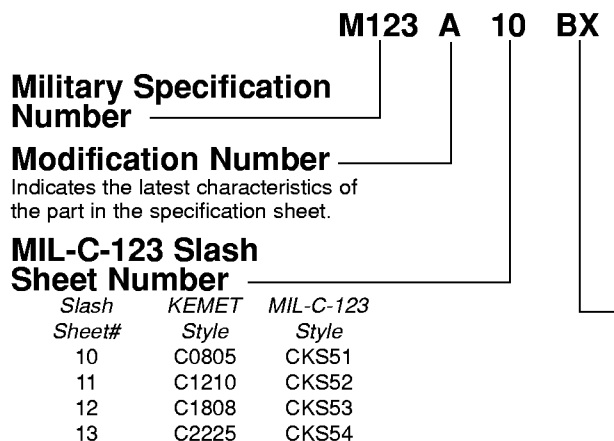 M123 A 10 BX
Military Specification
Number
Modification Number
Indicates the latest characteristics of
the part in the specification sheet.
MIL-C-123 Slash
Sheet Number
Slash KEMET MIL-C-123
Sheet# Style Style
10 C0805 CKS51
11 C1210 CKS52
12 C1808 CKS53
13 C2225 CKS54